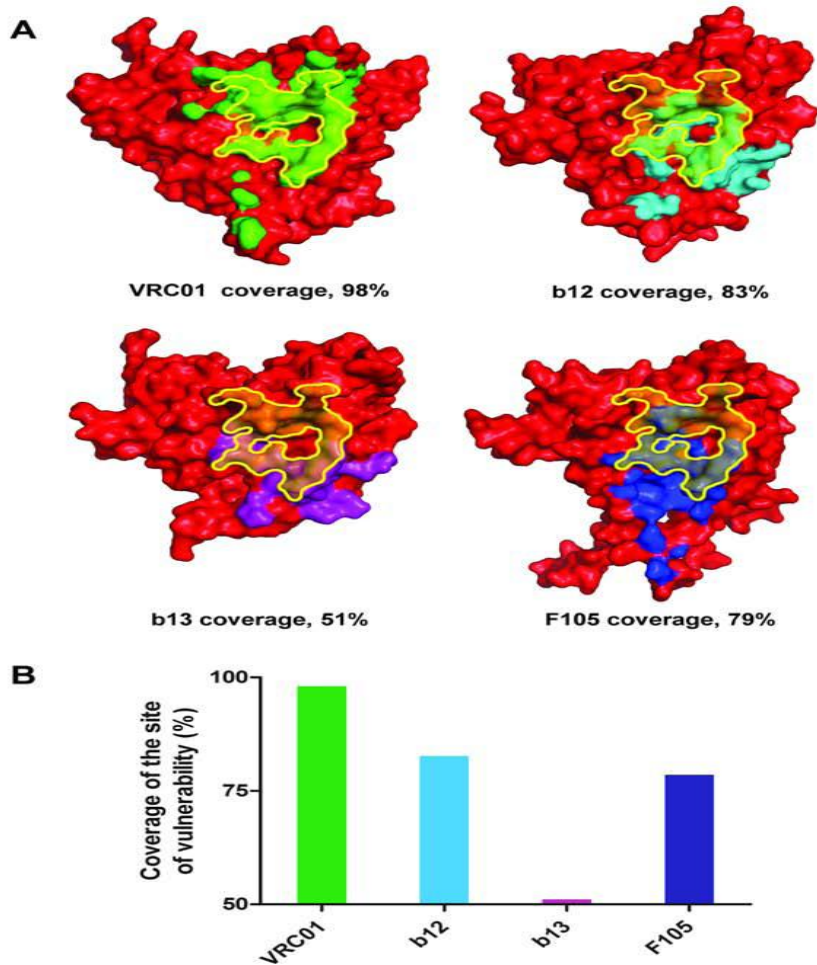 A
VRC01 coverage, 98%
b12 coverage, 83%
b13 coverage, 51%
F105 coverage, 79%
B
Coverage of the site
of vulnerability (%)
100
75
50
VRC01
b12
b13
F105